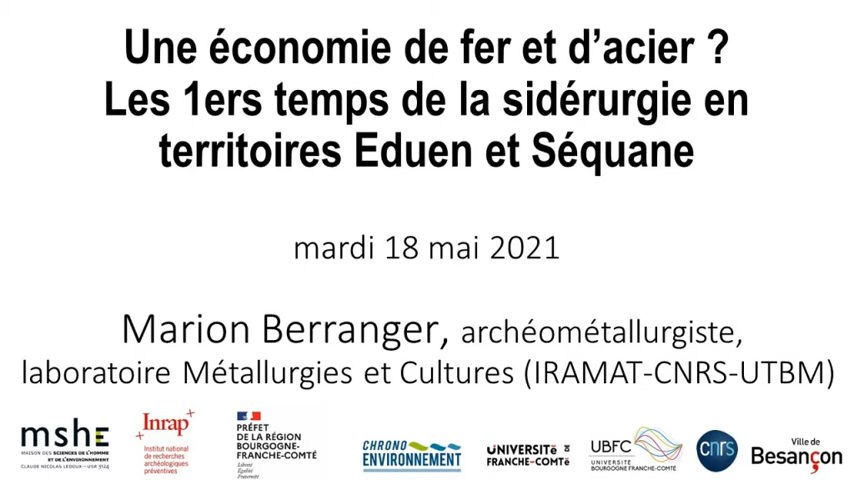 Une économie de fer et d’acier ?
Les 1ers temps de la sidérurgie en
territoires Eduen et Séquane
mardi 18 mai 2021
Marion Berranger, archéométallurgiste,
laboratoire Métallurgies et Cultures (IRAMAT-CNRS-UTBM)
mshe
MAISON DES SCIENCES DE L'HOMME
ET DE L'ENVIRONNEMENT
CLAUDE NICOLAS LEDOUX – USR 3124
Inrap
Institut national
de recherches
archéologiques
préventives
PRÉFET
DE LA RÉGION
BOURGOGNE-
FRANCHE-COMTÉ
Liberté
Égalité
Fraternité
CHRONO
ENVIRONNEMENT
UNIVERSITÉ DE
FRANCHE-COMTÉ
UBFC
UNIVERSITÉ
BOURGOGNE FRANCHE-COMTÉ
cnrs
Ville de
Besançon